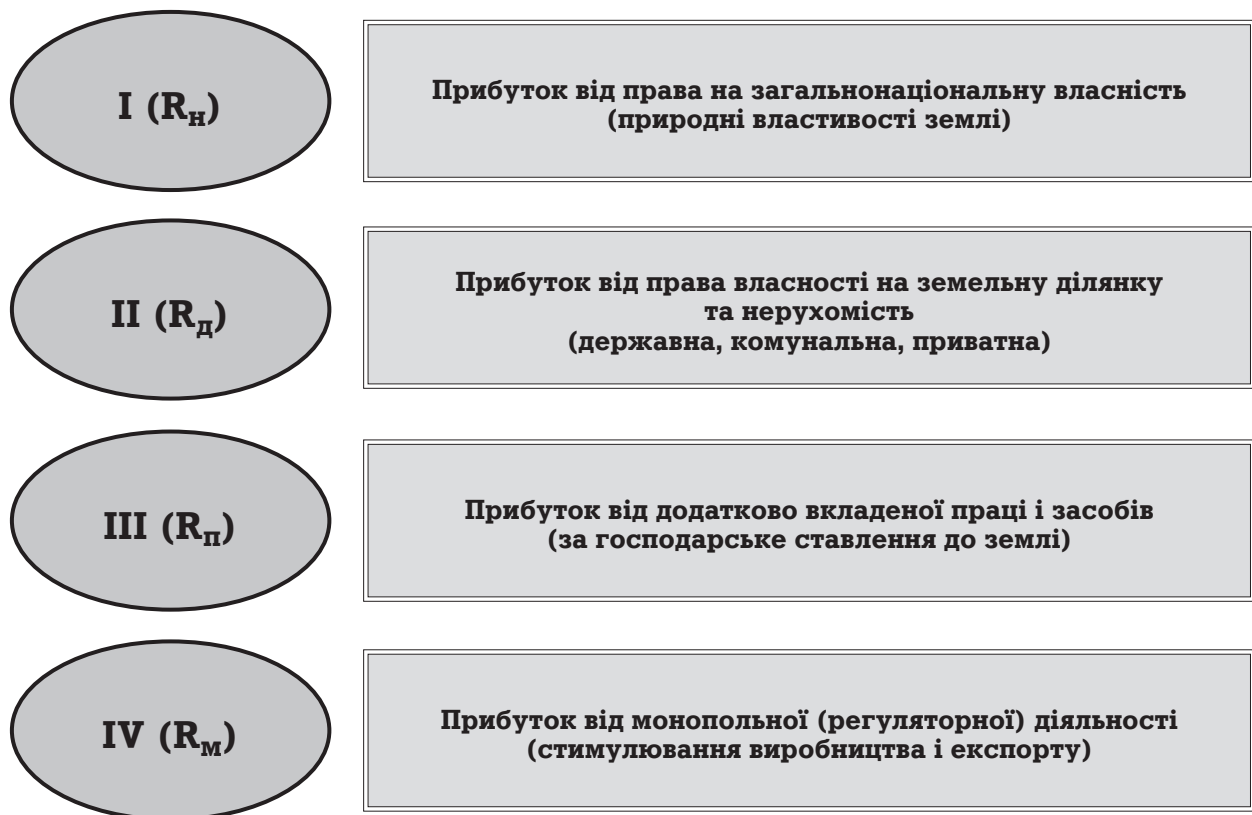 I (Rн)
Прибуток від права на загальнонаціональну власність
(природні властивості землі)
II (Rд)
Прибуток від права власності на земельну ділянку
та нерухомість
(державна, комунальна, приватна)
III (Rп)
Прибуток від додатково вкладеної праці і засобів
(за господарське ставлення до землі)
IV (Rм)
Прибуток від монопольної (регуляторної) діяльності
(стимулювання виробництва і експорту)